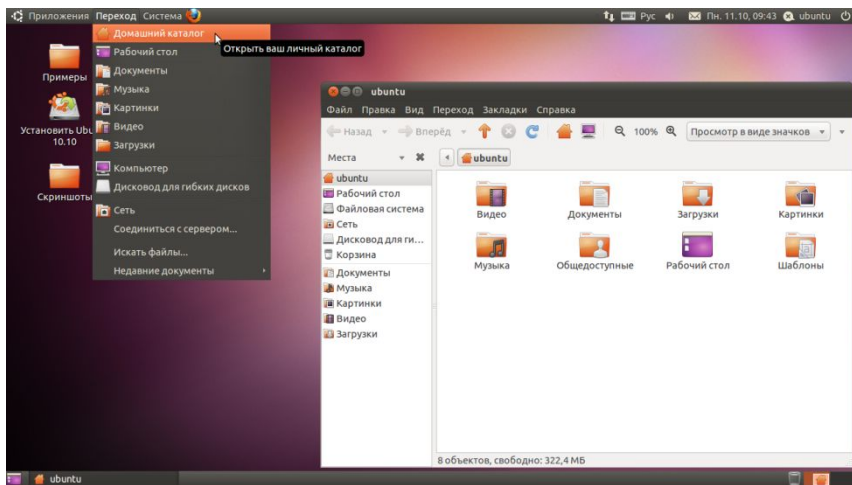 Приложения Переход Система
Рус
Пн. 11.10, 09:43
ubuntu
Примеры
Установить Ubu
10.10
Скриншоты
Домашний каталог
Открыть ваш личный каталог
Рабочий стол
Документы
Музыка
Картинки
Видео
Загрузки
Компьютер
Дисковод для гибких дисков
Сеть
Соединиться с сервером...
Искать файлы...
Недавние документы
ubuntu
Файл Правка Вид Переход Закладки Справка
Назад Вперёд 100% Просмотр в виде значков
Места
ubuntu
ubuntu
Рабочий стол
Файловая система
Сеть
Дисковод для ги...
Корзина
Документы
Музыка
Картинки
Видео
Загрузки
Видео Документы Загрузки Картинки
Музыка Общедоступные Рабочий стол Шаблоны
8 объектов, свободно: 322,4 МБ
ubuntu